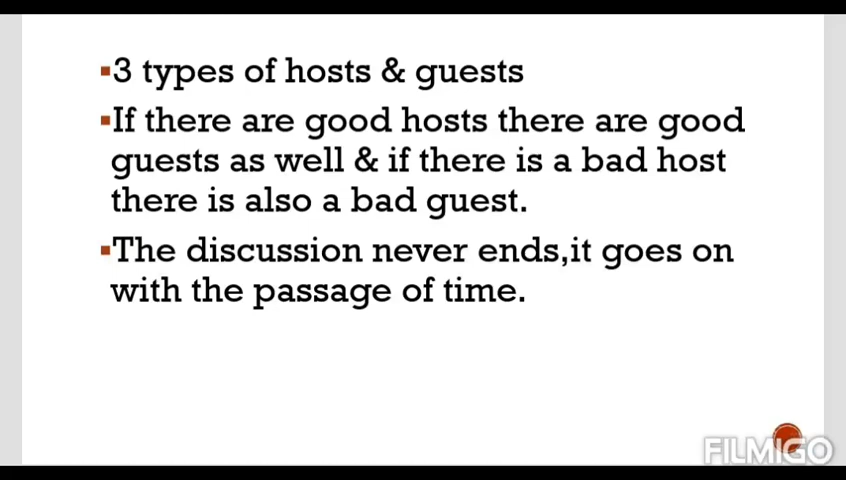 ▪3 types of hosts & guests
▪If there are good hosts there are good
guests as well & if there is a bad host
there is also a bad guest.
▪The discussion never ends,it goes on
with the passage of time.
FILMIGO